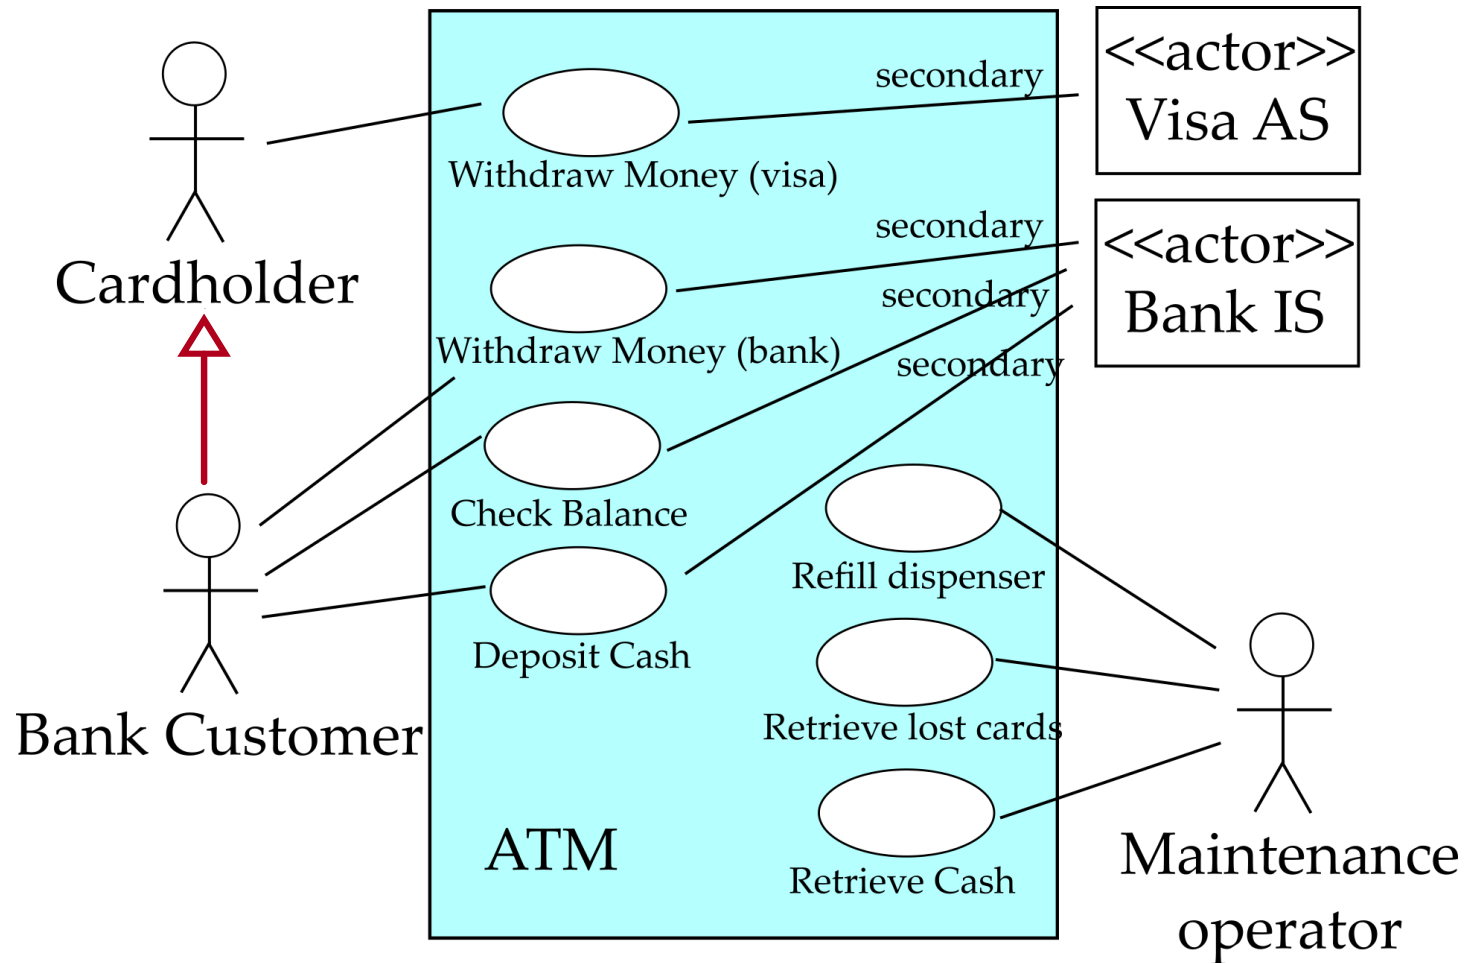 <<actor>>
Visa AS
secondary
Withdraw Money (visa)
Cardholder
<<actor>>
Bank IS
secondary
secondary
Withdraw Money (bank)
secondary
Check Balance
Refill dispenser
Deposit Cash
Bank Customer
Retrieve lost cards
ATM
Retrieve Cash
Maintenance
operator